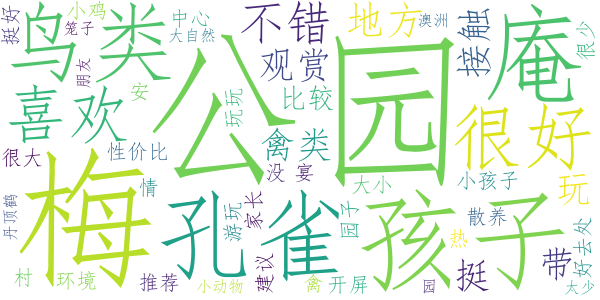 挺好
小鸡
笼子
朋友
中心
大自然
不错
地方
澳洲
接触
庵
很少
鸟类
公园
观赏
玩玩
比较
喜欢
很好
禽类
没
宴
很大
性价比
安
情
大小
小孩子
玩
梅
孔雀
孩子
丹顶鹤
游玩
家长
园子
散养
热
好去处
带
挺
村
环境
推荐
小动物
建议
禽
开屏
园
太少